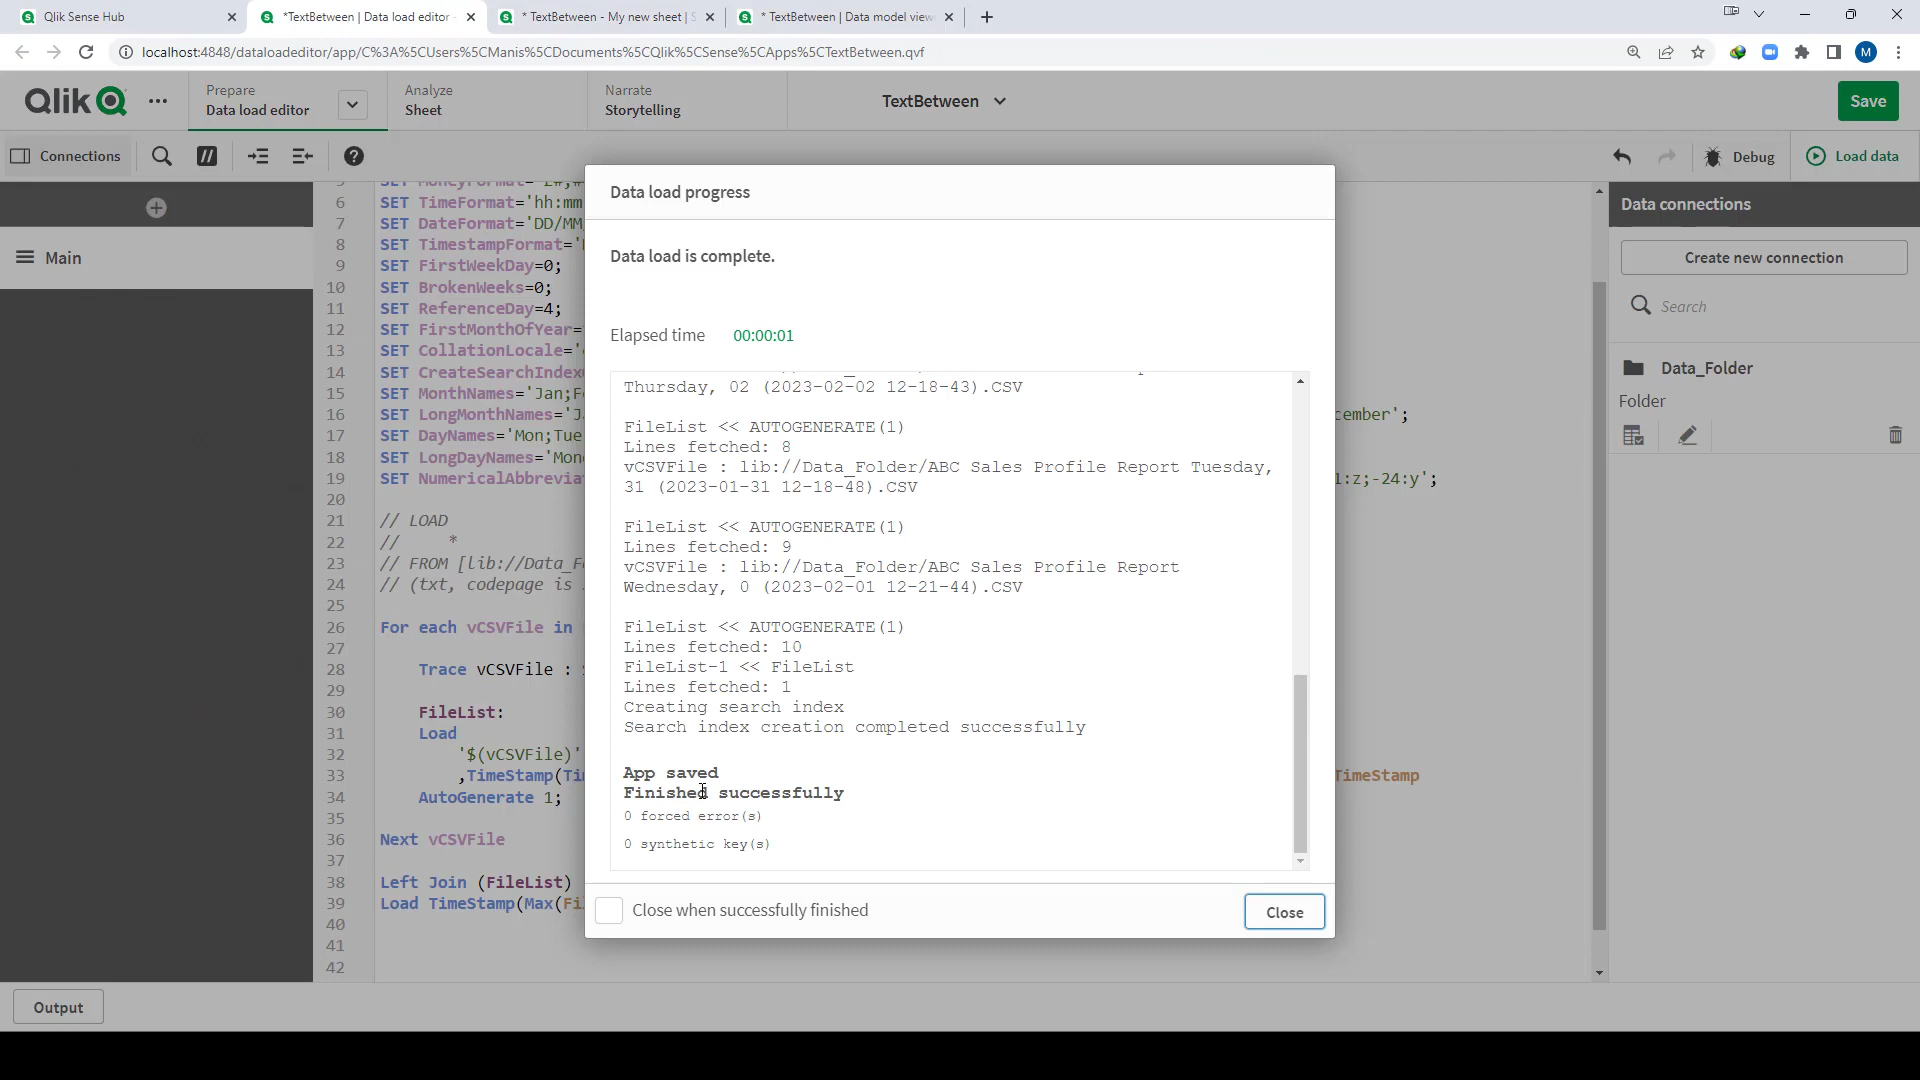 Qlik Sense Hub
*TextBetween | Data load editor
* TextBetween - My new sheet | S
* TextBetween | Data model view
localhost:4848/dataloadeditor/app/C%3A%5CUsers%5CManis%5CDocuments%5CQlik%5CSense%5CApps%5CTextBetween.qvf
M
Qlik
Prepare
Data load editor
Analyze
Sheet
Narrate
Storytelling
TextBetween
Save
Connections
//
?
Debug
Load data
Main
6 SET TimeFormat='hh:mm
7 SET DateFormat='DD/MM
8 SET TimestampFormat='
9 SET FirstWeekDay=0;
10 SET BrokenWeeks=0;
11 SET ReferenceDay=4;
12 SET FirstMonthOfYear=
13 SET CollationLocale='
14 SET CreateSearchIndex
15 SET MonthNames='Jan;F
16 SET LongMonthNames='J
cember';
17 SET DayNames='Mon;Tue
18 SET LongDayNames='Mon
19 SET NumericalAbbrevia
l:z;-24:y';
20
21 // LOAD
22 // *
23 // FROM [lib://Data_F
24 // (txt, codepage is
25
26 For each vCSVFile in
27
28 Trace vCSVFile :
29
30 FileList:
31 Load
32 '$(vCSVFile)'
33 ,TimeStamp(Ti
TimeStamp
34 AutoGenerate 1;
35
36 Next vCSVFile
37
38 Left Join (FileList)
39 Load TimeStamp(Max(Fi
40
41
42
Data load progress
Data load is complete.
Elapsed time 00:00:01
Thursday, 02 (2023-02-02 12-18-43).CSV
FileList << AUTOGENERATE(1)
Lines fetched: 8
vCSVFile : lib://Data_Folder/ABC Sales Profile Report Tuesday,
31 (2023-01-31 12-18-48).CSV
FileList << AUTOGENERATE(1)
Lines fetched: 9
vCSVFile : lib://Data_Folder/ABC Sales Profile Report
Wednesday, 0 (2023-02-01 12-21-44).CSV
FileList << AUTOGENERATE(1)
Lines fetched: 10
FileList-1 << FileList
Lines fetched: 1
Creating search index
Search index creation completed successfully
App saved
Finished successfully
0 forced error(s)
0 synthetic key(s)
Close when successfully finished
Close
Data connections
Create new connection
Search
Data_Folder
Folder
Output